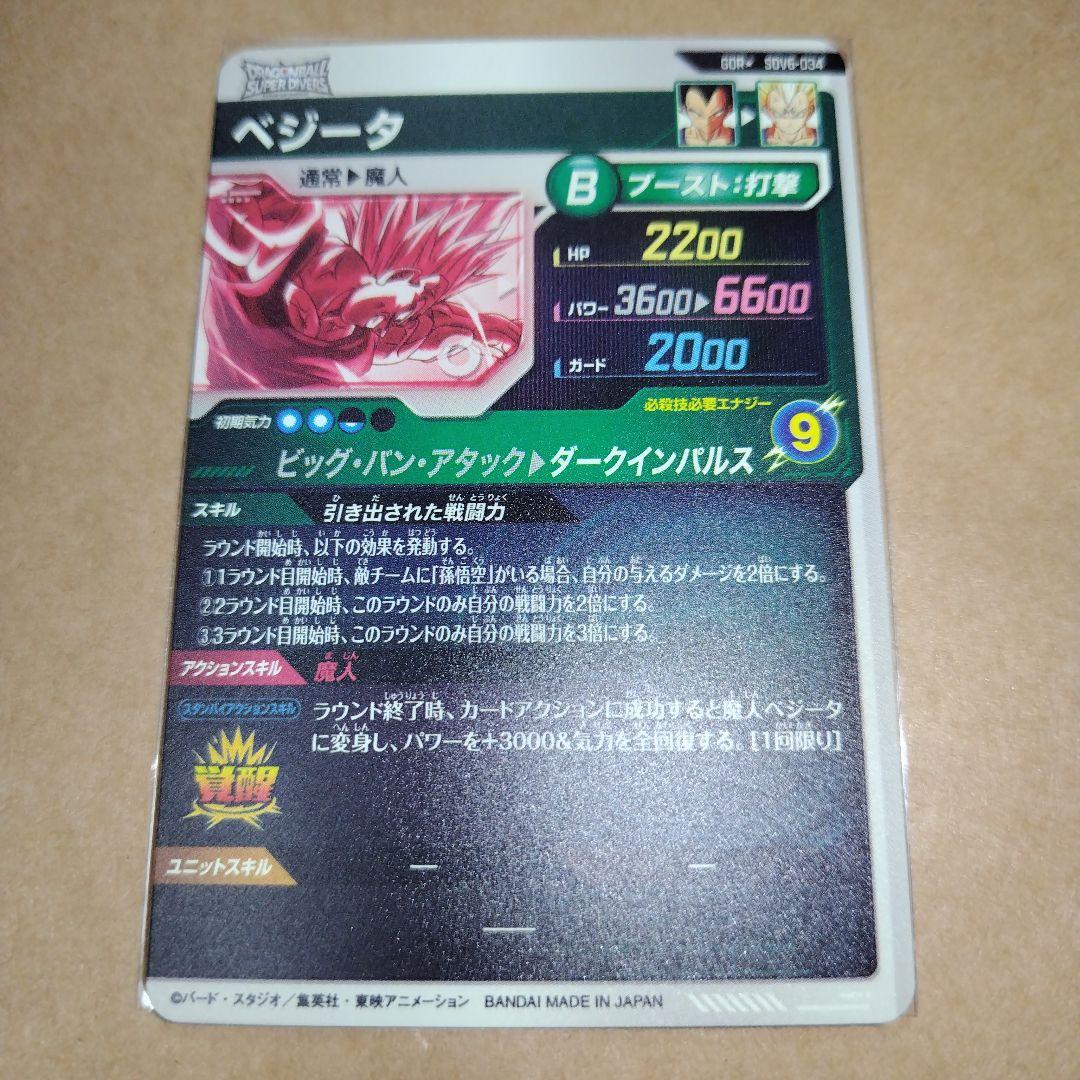 GDR★ SDV6-034
DRAGONBALL
SUPER DIVERS
ベジータ
通常▶魔人
B ブースト:打撃
HP 2200
パワー 3600▶6600
ガード 2000
初期気力
必殺技必要エナジー
9
ビッグ・バン・アタック▶ダークインパルス
スキル 引き出された戦闘力
ラウンド開始時、以下の効果を発動する。
①1ラウンド目開始時、敵チームに「孫悟空」がいる場合、自分の与えるダメージを2倍にする。
②2ラウンド目開始時、このラウンドのみ自分の戦闘力を2倍にする。
③3ラウンド目開始時、このラウンドのみ自分の戦闘力を3倍にする。
アクションスキル 魔人
スタンバイアクションスキル
ラウンド終了時、カードアクションに成功すると魔人ベジータ
に変身し、パワーを+3000&気力を全回復する。[1回限り]
覚醒
ユニットスキル
©バード・スタジオ/集英社・東映アニメーション BANDAI MADE IN JAPAN